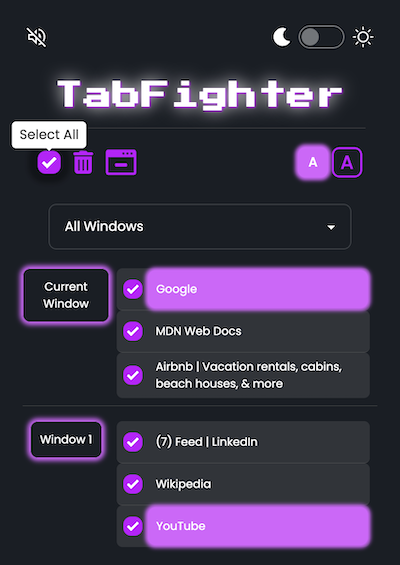 TabFighter
Select All
A A
All Windows
Current
Window
Google
MDN Web Docs
Airbnb | Vacation rentals, cabins,
beach houses, & more
Window 1
(7) Feed | LinkedIn
Wikipedia
YouTube